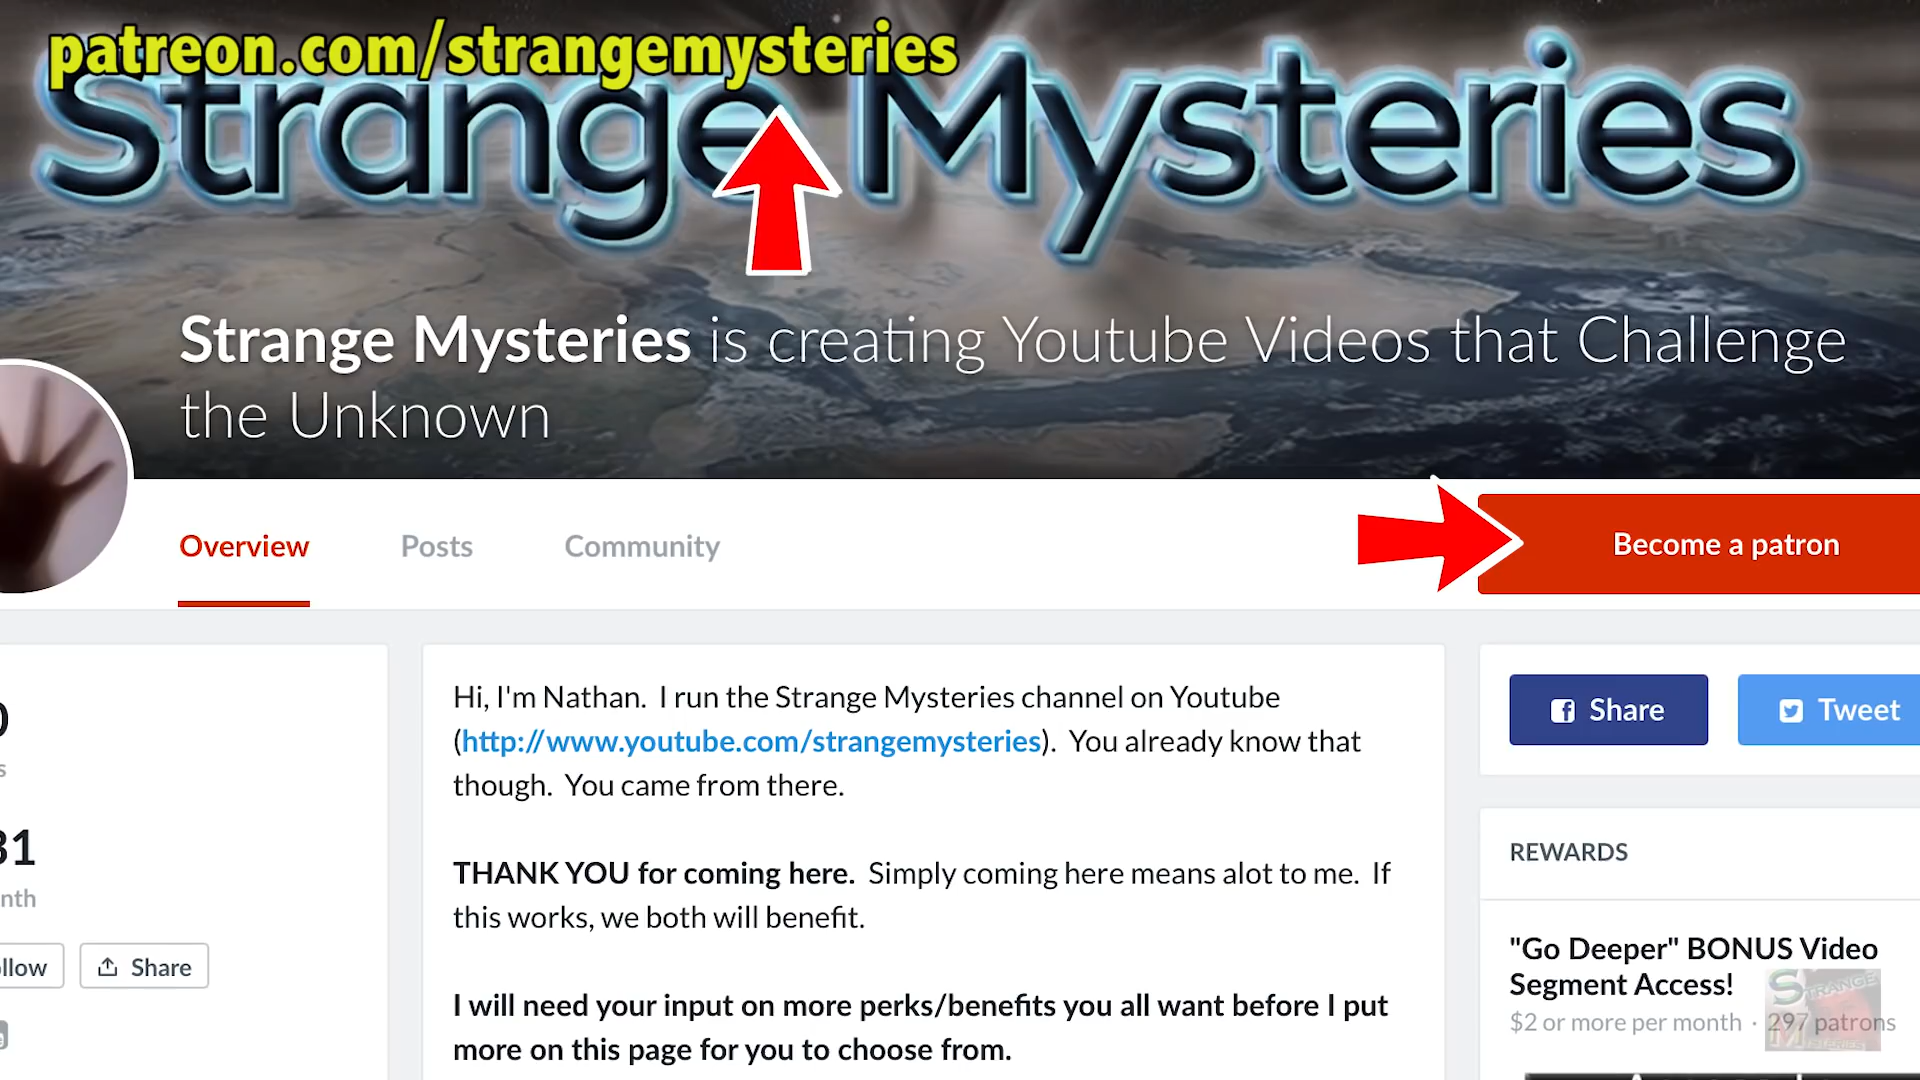 patreon.com/strangemysteries
Strange Mysteries
Strange Mysteries is creating Youtube Videos that Challenge
the Unknown
Overview Posts Community
Become a patron
Hi, I'm Nathan. I run the Strange Mysteries channel on Youtube
(http://www.youtube.com/strangemysteries). You already know that
though. You came from there.
THANK YOU for coming here. Simply coming here means alot to me. If
this works, we both will benefit.
I will need your input on more perks/benefits you all want before I put
more on this page for you to choose from.
31
nth
llow
Share
Share Tweet
REWARDS
"Go Deeper" BONUS Video
Segment Access!
$2 or more per month · 297 patrons
STRANGE
MYSTERIES